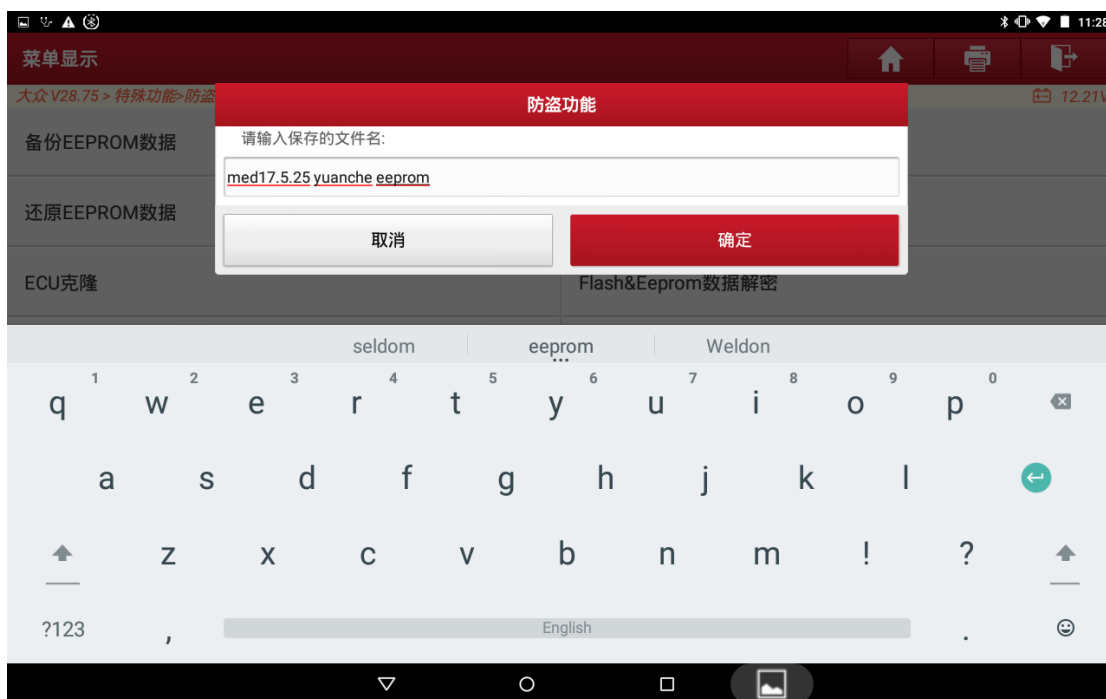 11:28
菜单显示
大众 V28.75 > 特殊功能>防盗
12.21V
防盗功能
请输入保存的文件名:
med17.5.25 yuanche eeprom
取消
确定
备份EEPROM数据
还原EEPROM数据
ECU克隆
Flash&Eeprom数据解密
seldom
eeprom
Weldon
1 2 3 4 5 6 7 8 9 0
q w e r t y u i o p
a s d f g h j k l
z x c v b n m ! ?
?123 , English .